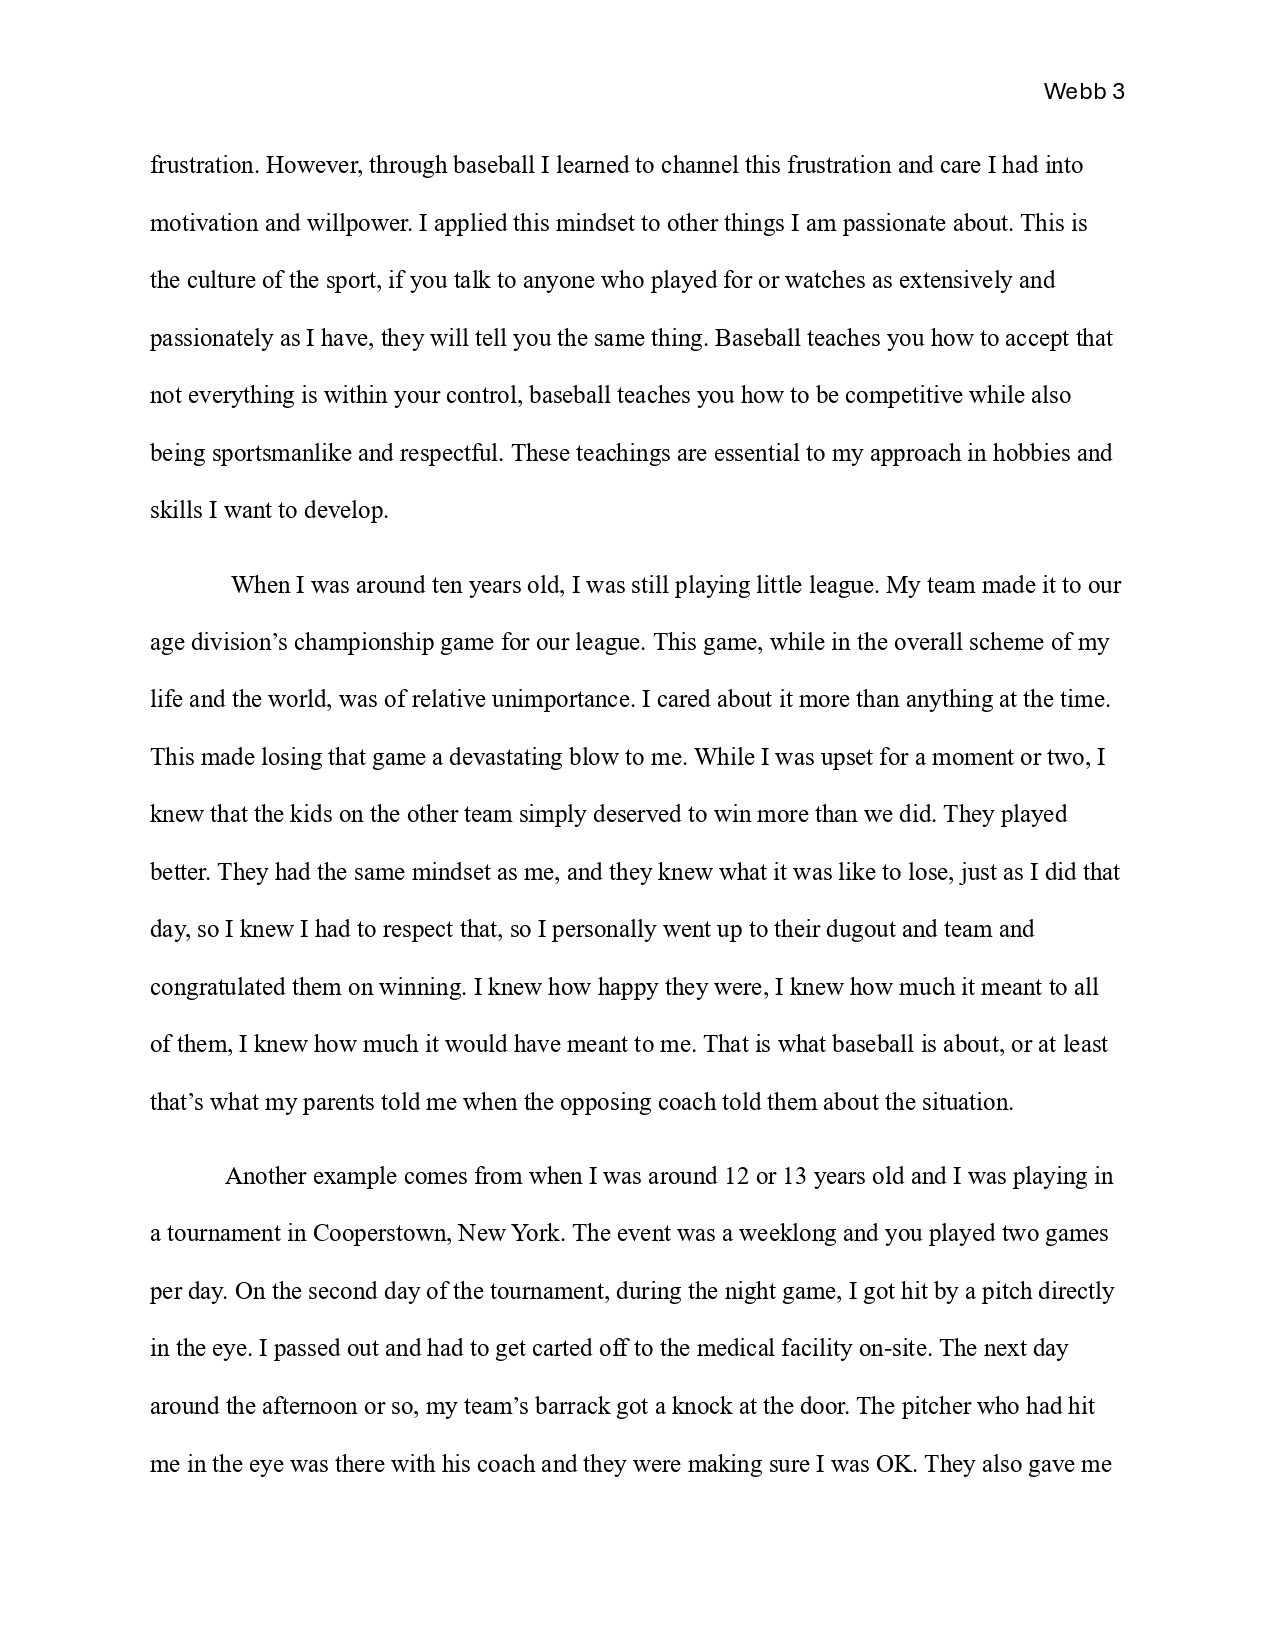 Webb 3
frustration. However, through baseball I learned to channel this frustration and care I had into
motivation and willpower. I applied this mindset to other things I am passionate about. This is
the culture of the sport, if you talk to anyone who played for or watches as extensively and
passionately as I have, they will tell you the same thing. Baseball teaches you how to accept that
not everything is within your control, baseball teaches you how to be competitive while also
being sportsmanlike and respectful. These teachings are essential to my approach in hobbies and
skills I want to develop.
When I was around ten years old, I was still playing little league. My team made it to our
age division’s championship game for our league. This game, while in the overall scheme of my
life and the world, was of relative unimportance. I cared about it more than anything at the time.
This made losing that game a devastating blow to me. While I was upset for a moment or two, I
knew that the kids on the other team simply deserved to win more than we did. They played
better. They had the same mindset as me, and they knew what it was like to lose, just as I did that
day, so I knew I had to respect that, so I personally went up to their dugout and team and
congratulated them on winning. I knew how happy they were, I knew how much it meant to all
of them, I knew how much it would have meant to me. That is what baseball is about, or at least
that’s what my parents told me when the opposing coach told them about the situation.
Another example comes from when I was around 12 or 13 years old and I was playing in
a tournament in Cooperstown, New York. The event was a weeklong and you played two games
per day. On the second day of the tournament, during the night game, I got hit by a pitch directly
in the eye. I passed out and had to get carted off to the medical facility on-site. The next day
around the afternoon or so, my team’s barrack got a knock at the door. The pitcher who had hit
me in the eye was there with his coach and they were making sure I was OK. They also gave me